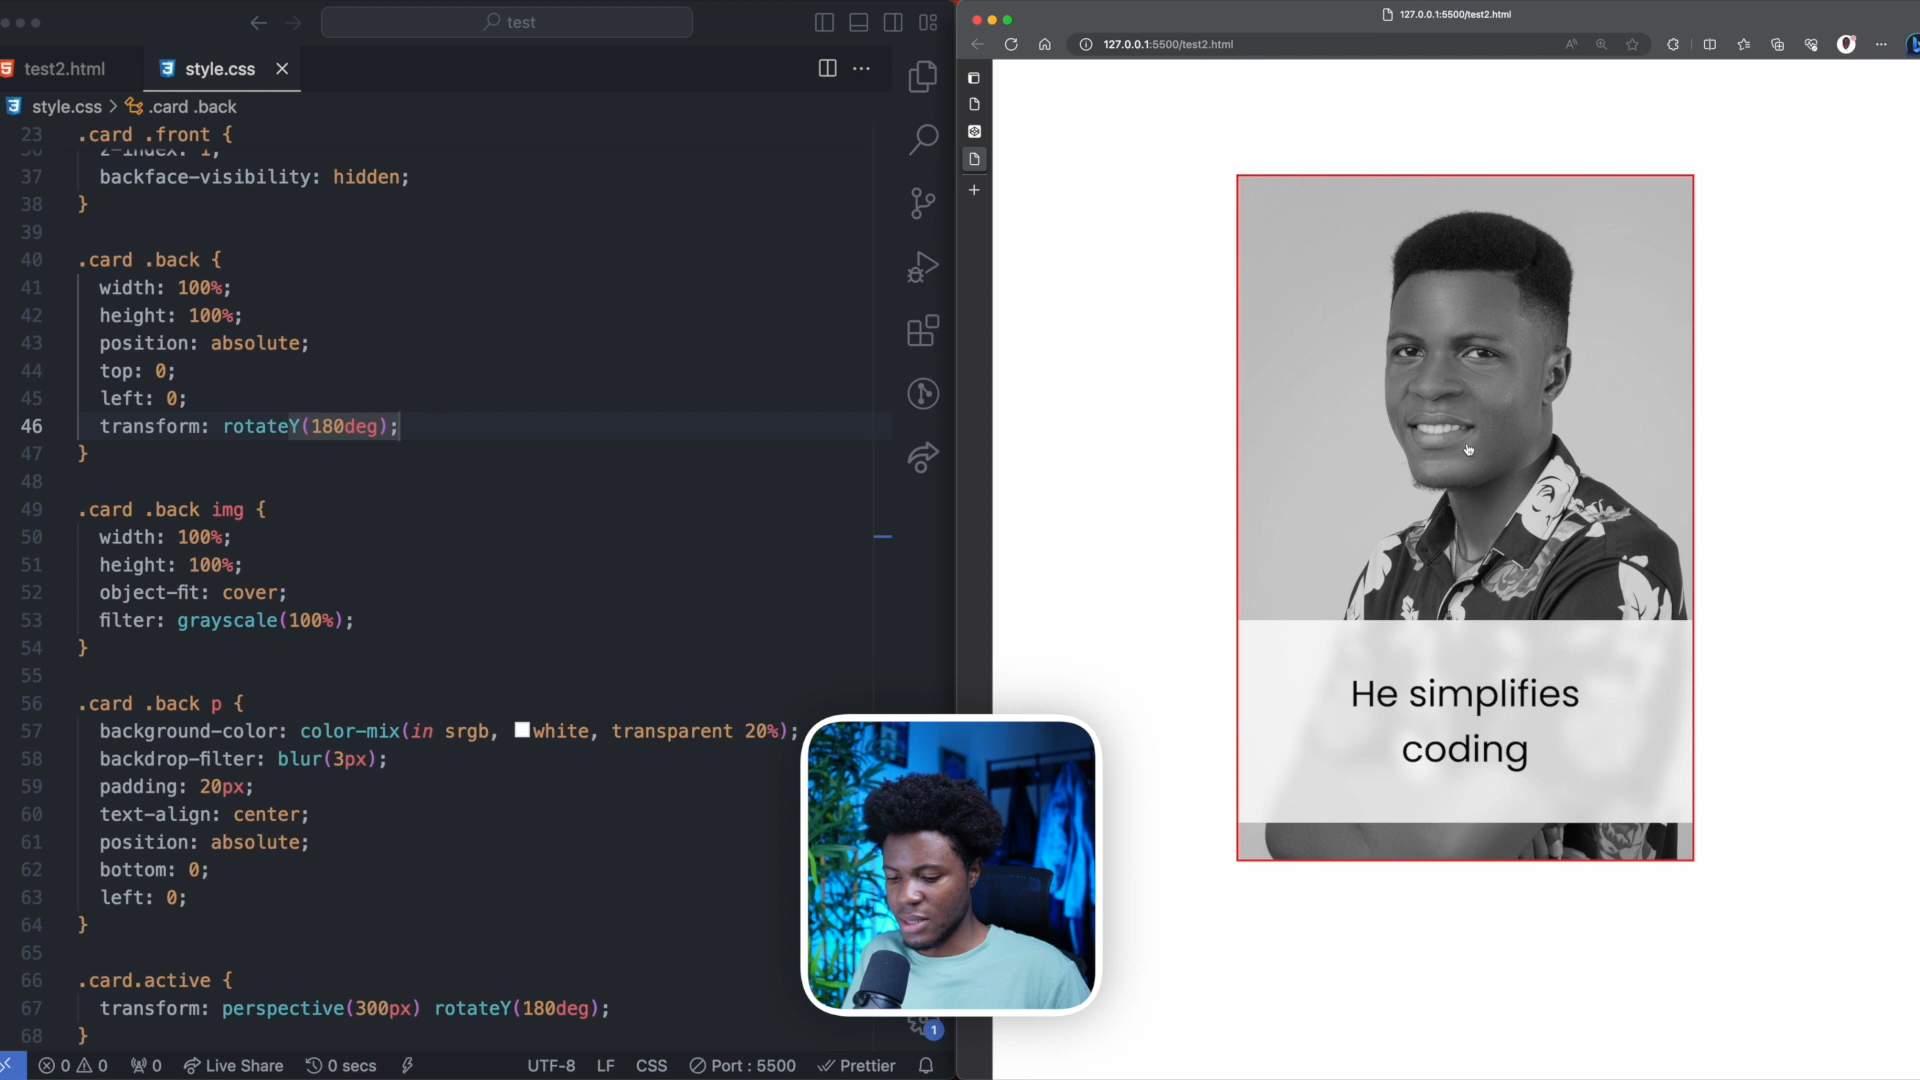 test
test2.html
style.css
style.css > .card .back
23 .card .front {
36 z-index: 1;
37 backface-visibility: hidden;
38 }
39
40 .card .back {
41 width: 100%;
42 height: 100%;
43 position: absolute;
44 top: 0;
45 left: 0;
46 transform: rotateY(180deg);
47 }
48
49 .card .back img {
50 width: 100%;
51 height: 100%;
52 object-fit: cover;
53 filter: grayscale(100%);
54 }
55
56 .card .back p {
57 background-color: color-mix(in srgb, white, transparent 20%);
58 backdrop-filter: blur(3px);
59 padding: 20px;
60 text-align: center;
61 position: absolute;
62 bottom: 0;
63 left: 0;
64 }
65
66 .card.active {
67 transform: perspective(300px) rotateY(180deg);
68 }
1
0 0 0 Live Share 0 secs UTF-8 LF CSS Port : 5500 Prettier
127.0.0.1:5500/test2.html
127.0.0.1:5500/test2.html
He simplifies
coding